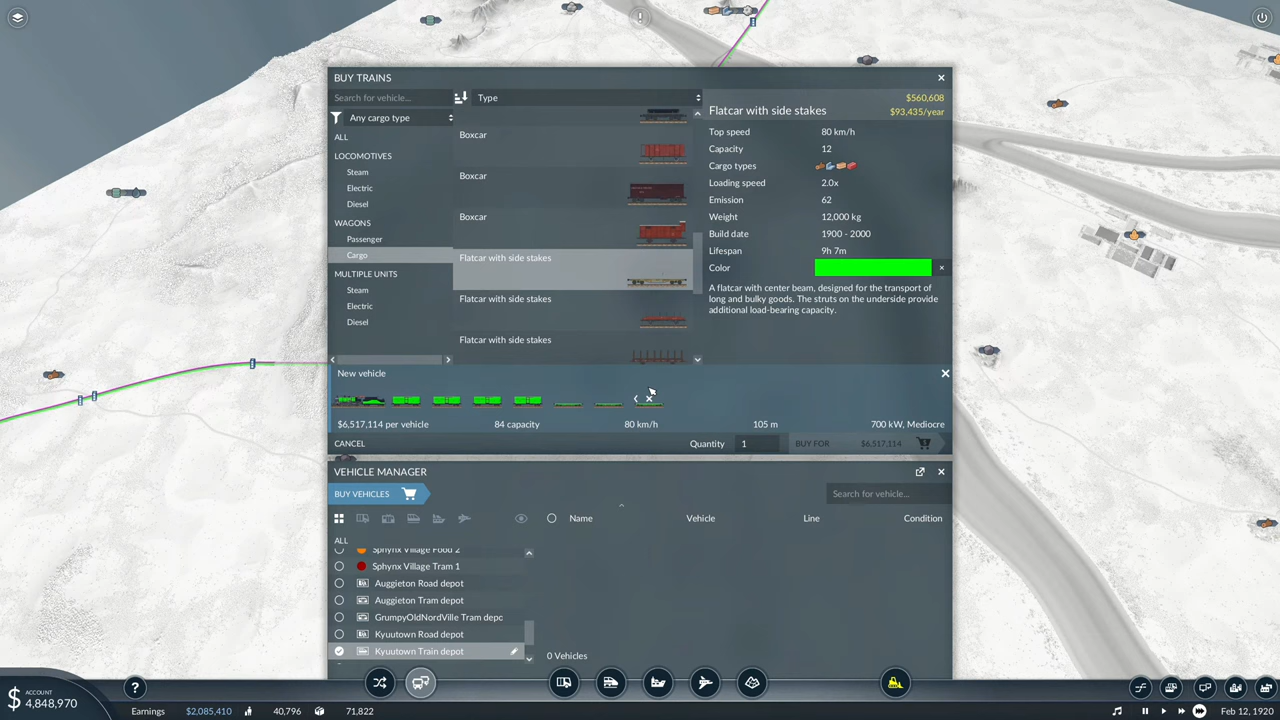 BUY TRAINS
Search for vehicle...
Type
Any cargo type
ALL
LOCOMOTIVES
Steam
Electric
Diesel
WAGONS
Passenger
Cargo
MULTIPLE UNITS
Steam
Electric
Diesel
Boxcar
Boxcar
Boxcar
Flatcar with side stakes
Flatcar with side stakes
Flatcar with side stakes
$560,608
Flatcar with side stakes
$93,435/year
Top speed 80 km/h
Capacity 12
Cargo types
Loading speed 2.0x
Emission 62
Weight 12,000 kg
Build date 1900 - 2000
Lifespan 9h 7m
Color
A flatcar with center beam, designed for the transport of
long and bulky goods. The struts on the underside provide
additional load-bearing capacity.
New vehicle
$6,517,114 per vehicle 84 capacity 80 km/h 105 m 700 kW, Mediocre
CANCEL Quantity 1 BUY FOR $6,517,114
VEHICLE MANAGER
BUY VEHICLES
Search for vehicle...
Name Vehicle Line Condition
ALL
Sphynx Village Food 2
Sphynx Village Tram 1
Auggieton Road depot
Auggieton Tram depot
GrumpyOldNordVille Tram depc
Kyuutown Road depot
Kyuutown Train depot
0 Vehicles
ACCOUNT
$ 4,848,970
?
Earnings $2,085,410 40,796 71,822
Feb 12, 1920